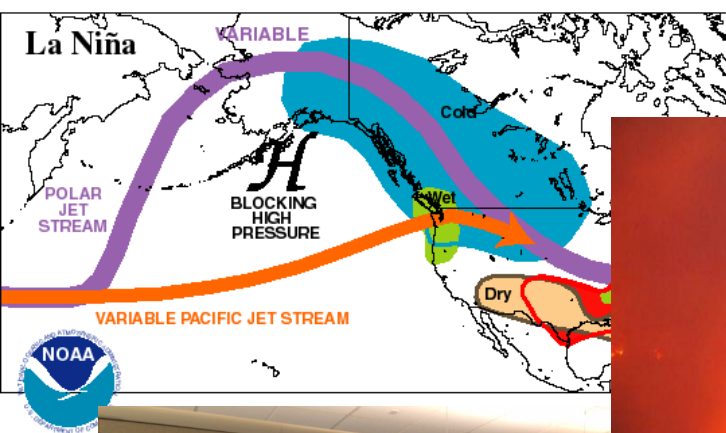 La Niña
VARIABLE
Cold
POLAR
JET
STREAM
H
BLOCKING
HIGH
PRESSURE
Wet
Dry
VARIABLE PACIFIC JET STREAM
NOAA